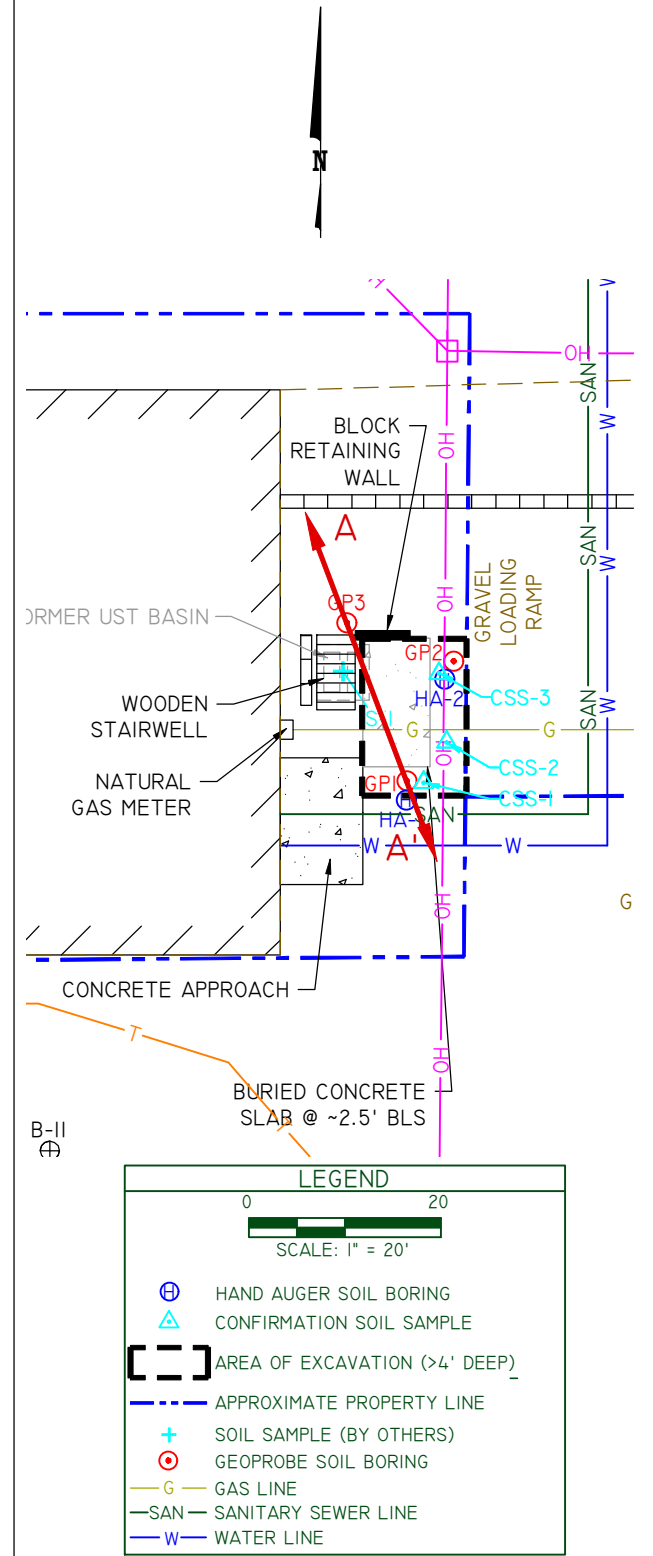 N
OH
SAN
W
BLOCK
RETAINING
WALL
OH
W
A
SAN
W
GRAVEL
LOADING
RAMP
GP3
OH
ORMER UST BASIN
GP2
W
HA-2
CSS-3
S-1
WOODEN
STAIRWELL
SAN
G
G
OH
CSS-2
NATURAL
GAS METER
GP1
CSS-1
HA-
SAN
A'
W
W
OH
G
CONCRETE APPROACH
T
OH
BURIED CONCRETE
SLAB @ ~2.5' BLS
T
B-11
LEGEND
0 20
SCALE: 1" = 20'
H HAND AUGER SOIL BORING
CONFIRMATION SOIL SAMPLE
AREA OF EXCAVATION (>4' DEEP)
APPROXIMATE PROPERTY LINE
SOIL SAMPLE (BY OTHERS)
GEOPROBE SOIL BORING
G GAS LINE
SAN SANITARY SEWER LINE
W WATER LINE